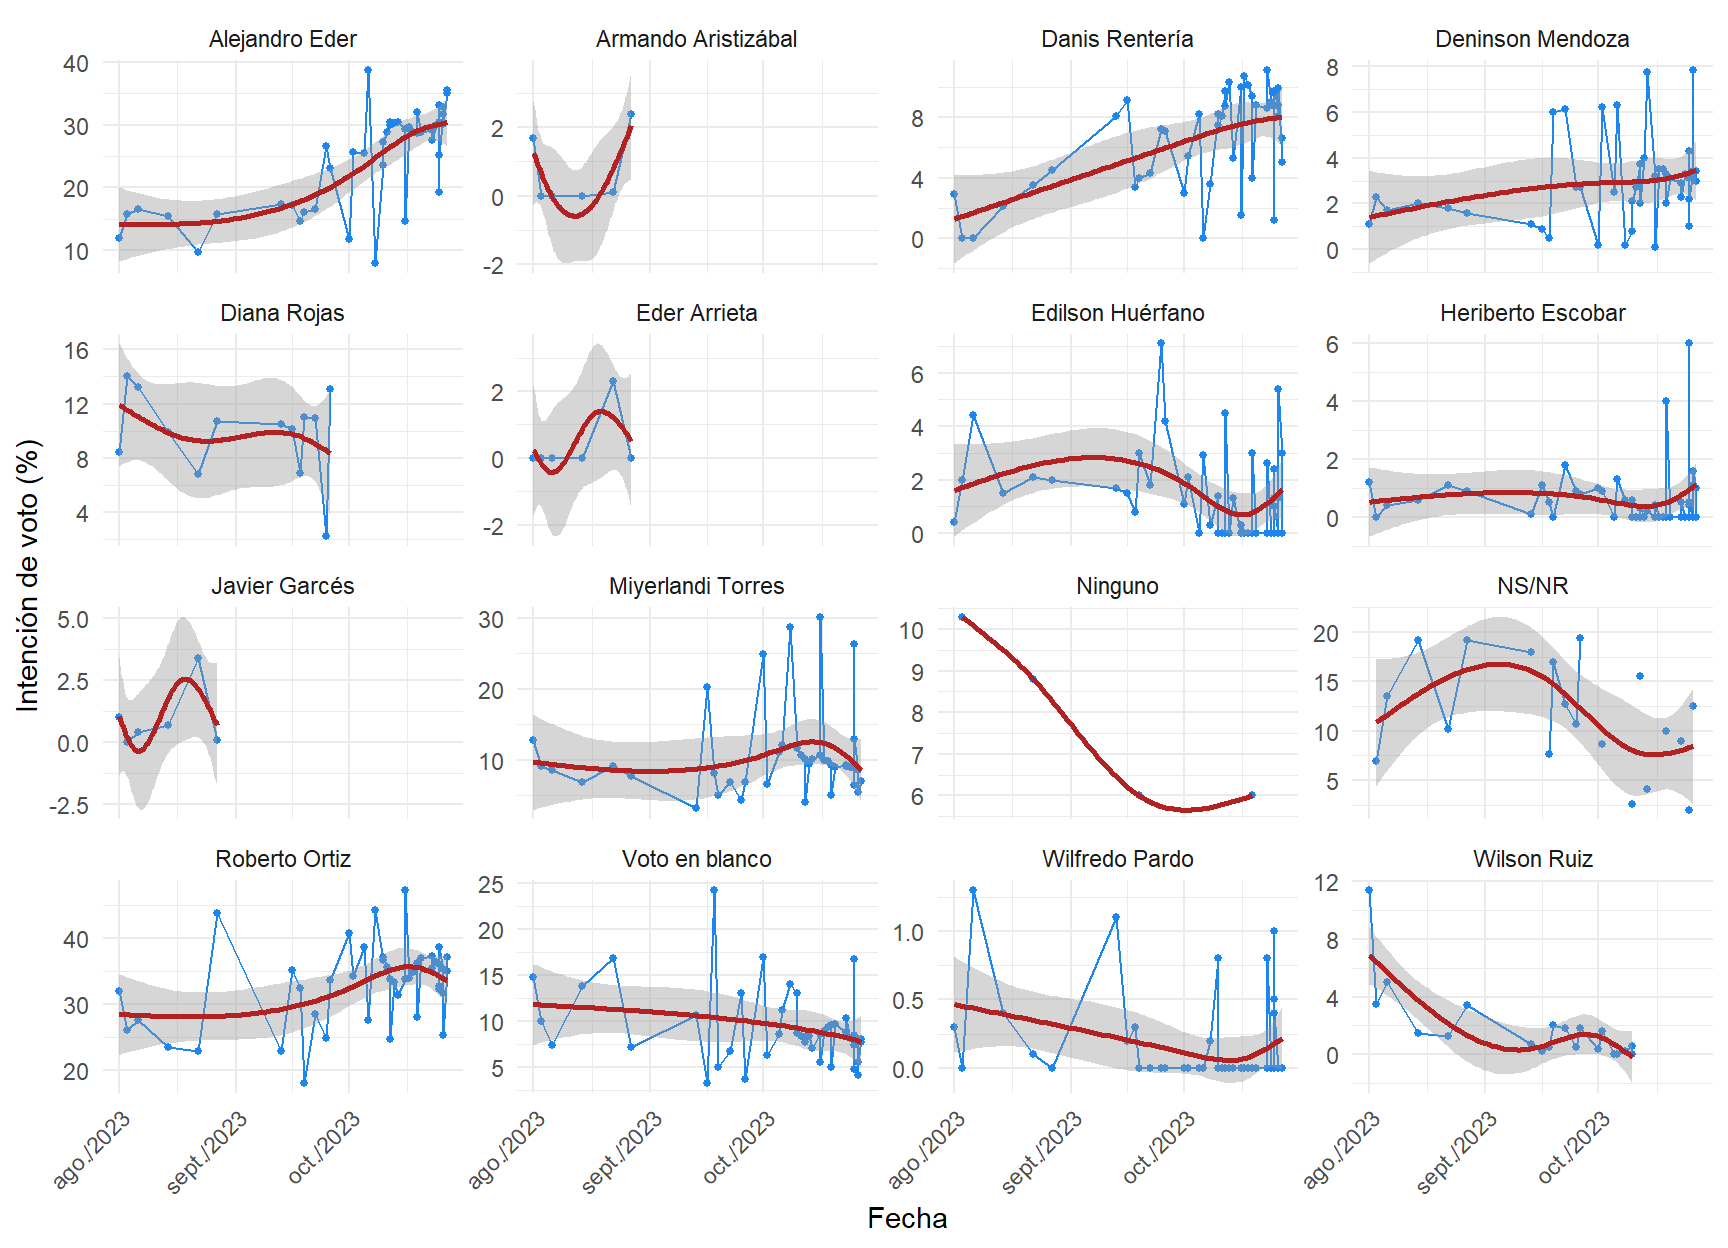 Alejandro Eder
Armando Aristizábal
Danis Rentería
Deninson Mendoza
40
30
20
10
2
0
-2
8
4
0
8
6
4
2
0
Diana Rojas
Eder Arrieta
Edilson Huérfano
Heriberto Escobar
16
12
8
4
2
0
-2
6
4
2
0
6
4
2
0
Intención de voto (%)
Javier Garcés
Miyerlandi Torres
Ninguno
NS/NR
5.0
2.5
0.0
-2.5
30
20
10
10
9
8
7
6
20
15
10
5
Roberto Ortiz
Voto en blanco
Wilfredo Pardo
Wilson Ruiz
40
30
20
25
20
15
10
5
1.0
0.5
0.0
12
8
4
0
ago./2023
sept./2023
oct./2023
ago./2023
sept./2023
oct./2023
ago./2023
sept./2023
oct./2023
ago./2023
sept./2023
oct./2023
Fecha